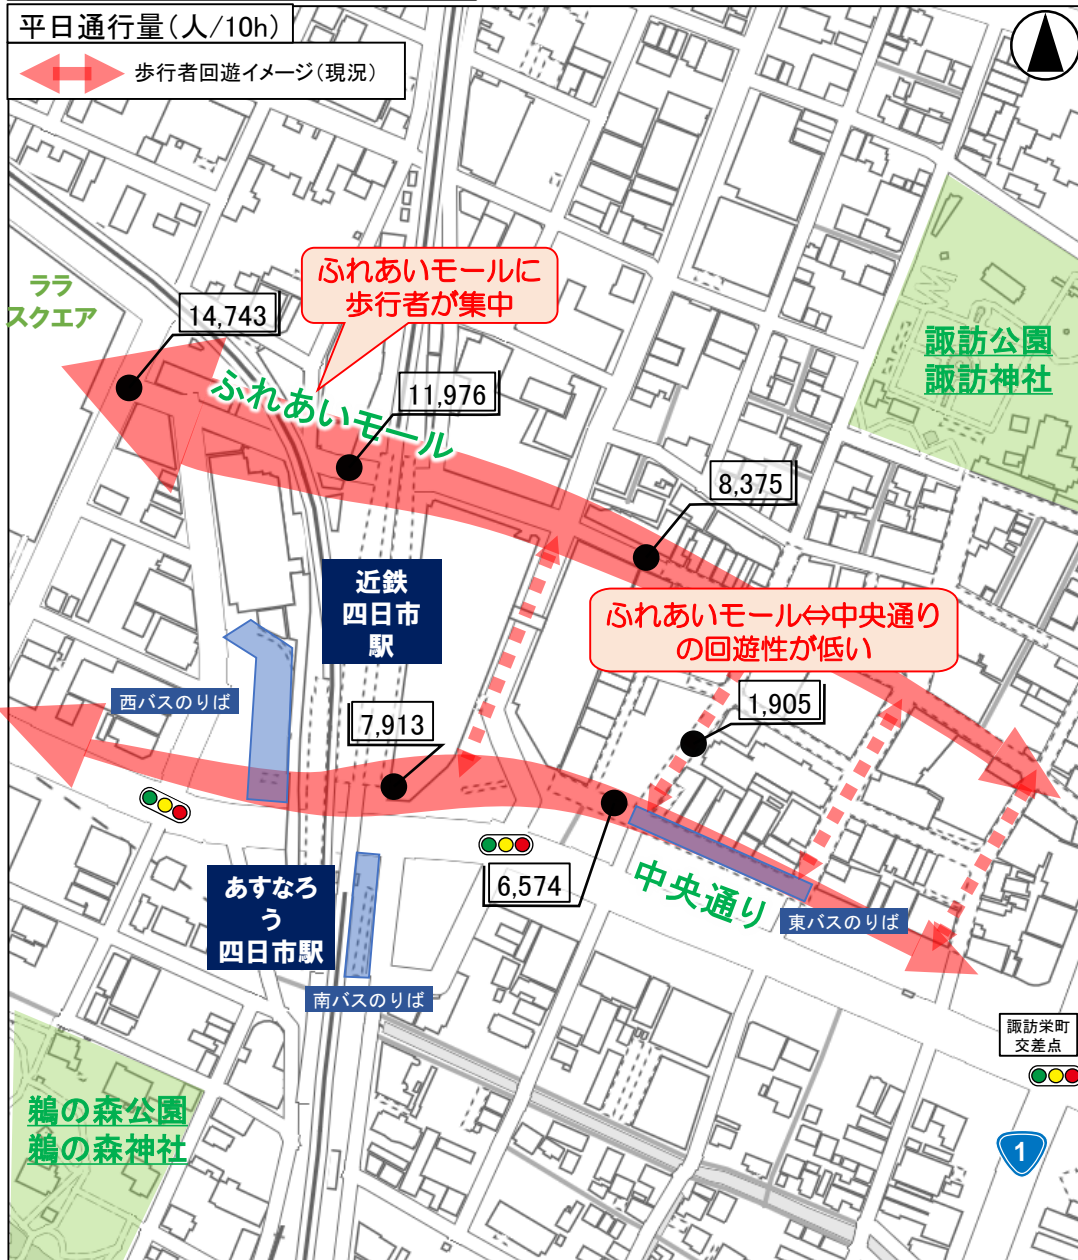 平日通行量(人/10h)
歩行者回遊イメージ(現況)
ふれあいモールに
歩行者が集中
ララ
スクエア
14,743
諏訪公園
諏訪神社
ふれあいモール
11,976
8,375
近鉄
四日市
駅
ふれあいモール⇔中央通り
の回遊性が低い
西バスのりば
7,913
1,905
あすなろ
う
四日市駅
6,574
中央通り
東バスのりば
南バスのりば
諏訪栄町
交差点
鵜の森公園
鵜の森神社
1